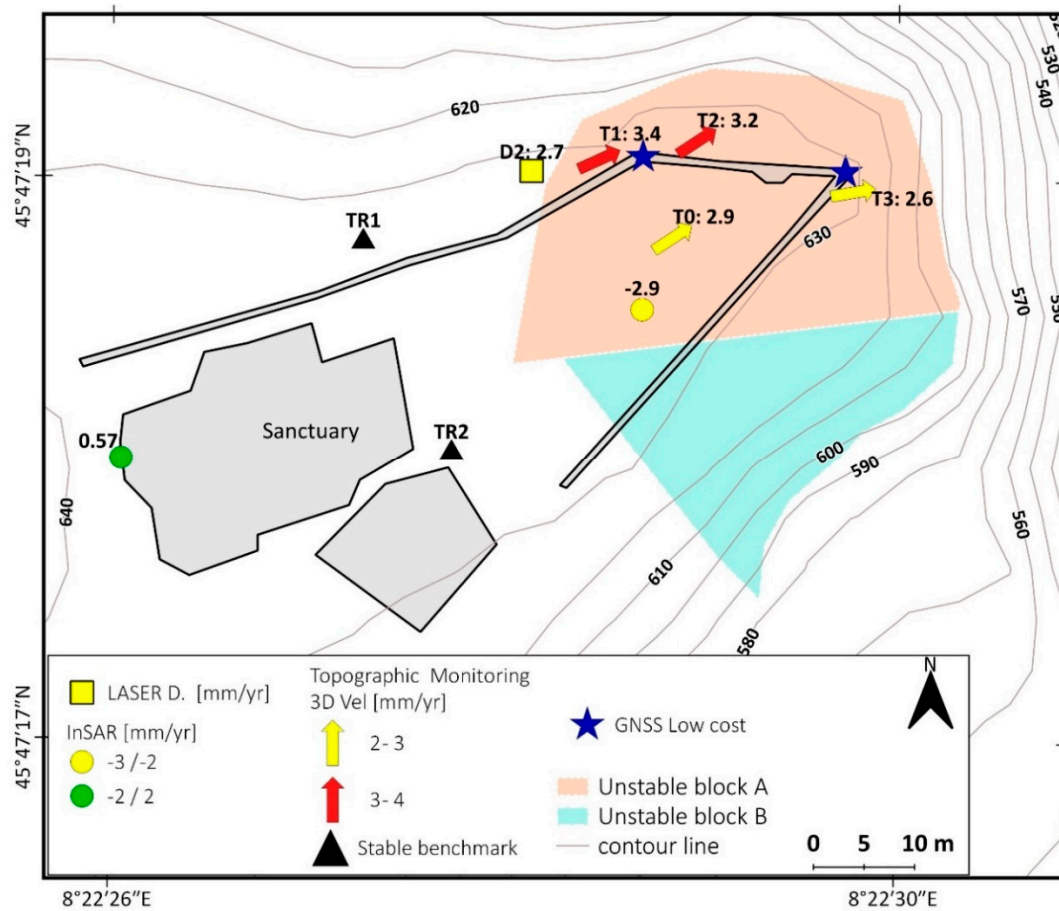 620
530
540
45°47′19″N
D2: 2.7
T1: 3.4
T2: 3.2
T3: 2.6
TR1
T0: 2.9
630
-2.9
570
550
0.57
Sanctuary
TR2
640
600
590
560
610
580
LASER D. [mm/yr]
InSAR [mm/yr]
-3 /-2
-2 / 2
Topographic Monitoring
3D Vel [mm/yr]
2- 3
3- 4
Stable benchmark
GNSS Low cost
Unstable block A
Unstable block B
contour line
N
0 5 10 m
45°47′17″N
8°22′26″E
8°22′30″E